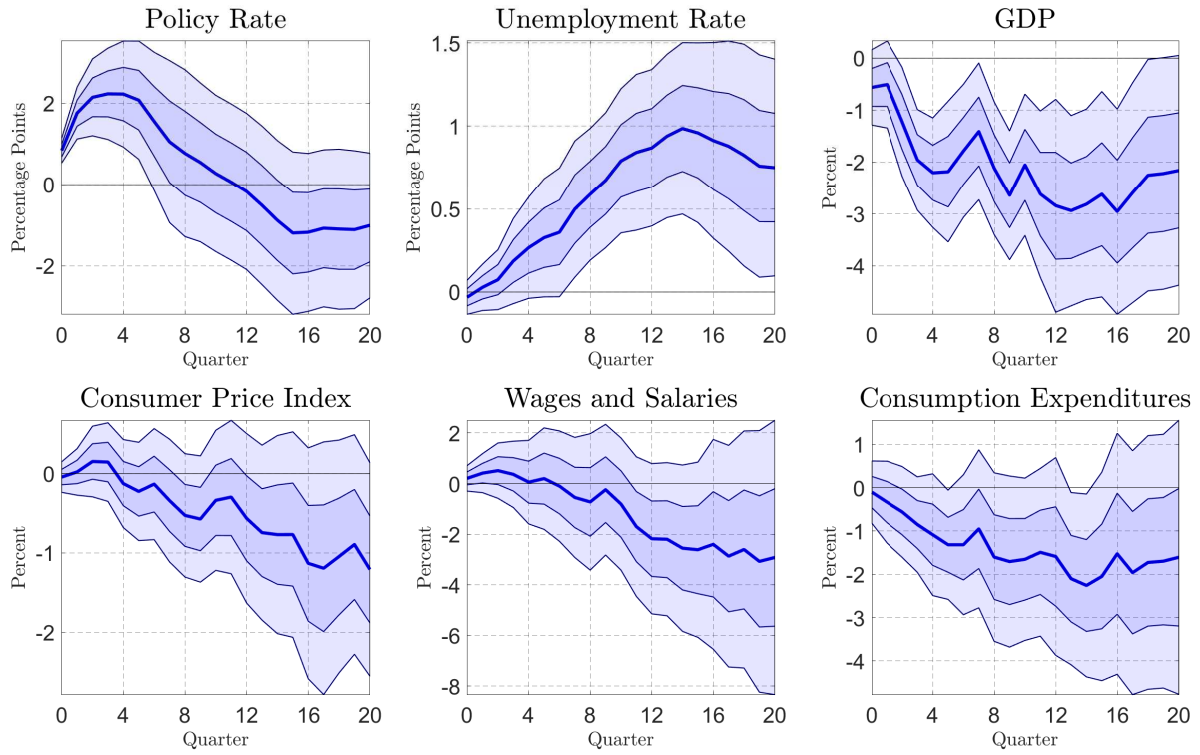 Policy Rate
Percentage Points
2
0
-2
0 4 8 12 16 20
Quarter
Unemployment Rate
Percentage Points
1.5
1
0.5
0
0 4 8 12 16 20
Quarter
GDP
Percent
0
-1
-2
-3
-4
0 4 8 12 16 20
Quarter
Consumer Price Index
Percent
0
-1
-2
0 4 8 12 16 20
Quarter
Wages and Salaries
Percent
2
0
-2
-4
-6
-8
0 4 8 12 16 20
Quarter
Consumption Expenditures
Percent
1
0
-1
-2
-3
-4
0 4 8 12 16 20
Quarter